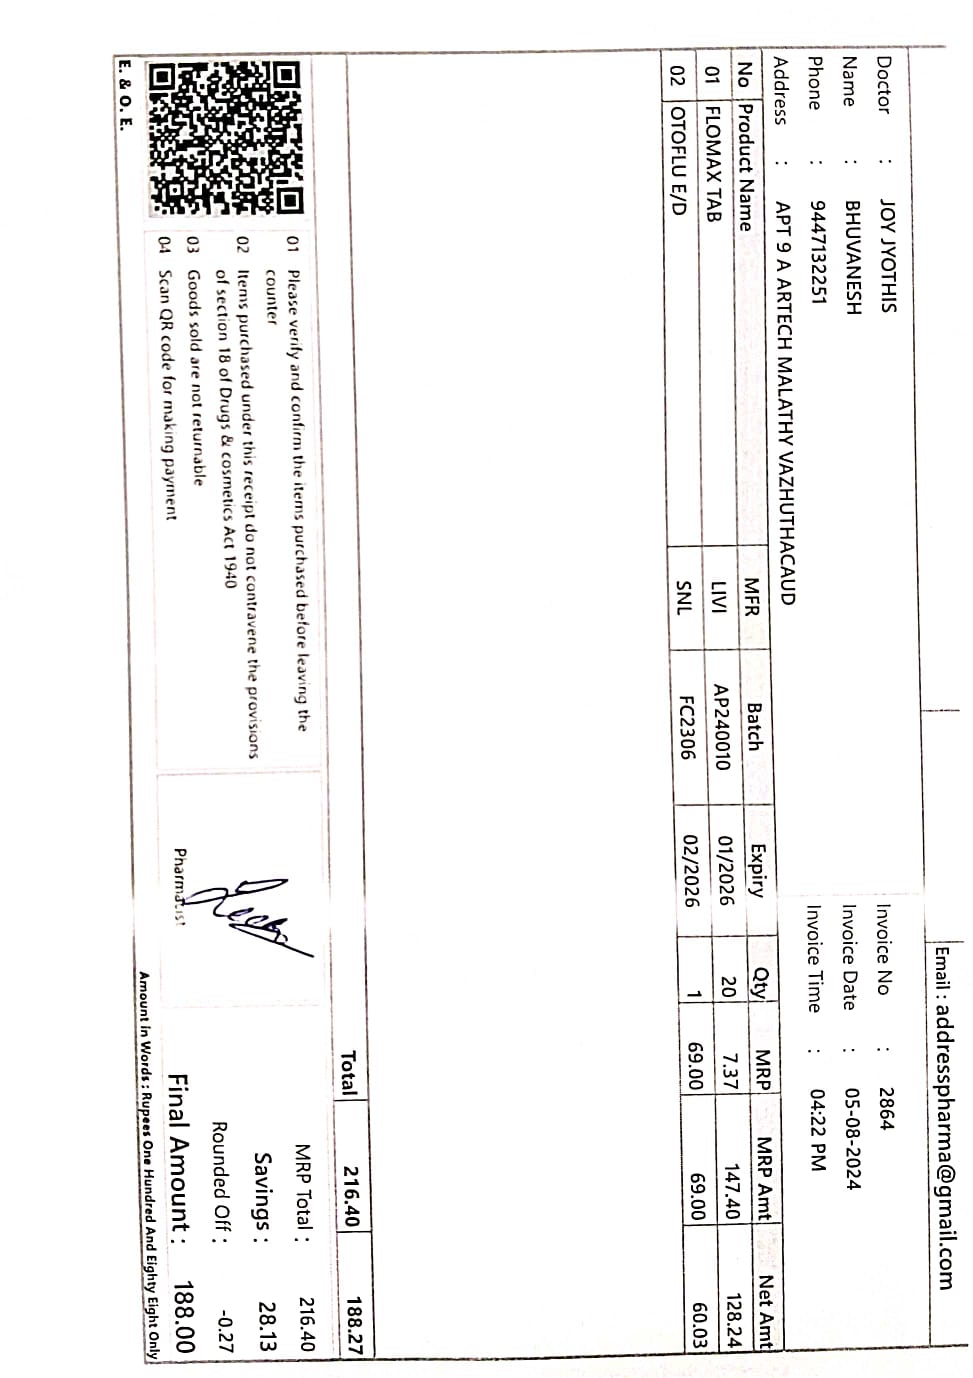 Email : addresspharma@gmail.com
Doctor : JOY JYOTHIS
Name : BHUVANESH
Phone : 9447132251
Address : APT 9 A ARTECH MALATHY VAZHUTHACAUD
Invoice No : 2864
Invoice Date : 05-08-2024
Invoice Time : 04:22 PM
No Product Name MFR Batch Expiry Qty MRP MRP Amt Net Amt
01 FLOMAX TAB LIVI AP240010 01/2026 20 7.37 147.40 128.24
02 OTOFLU E/D SNL FC2306 02/2026 1 69.00 69.00 60.03
Total 216.40 188.27
01 Please verify and confirm the items purchased before leaving the
counter
02 Items purchased under this receipt do not contravene the provisions
of section 18 of Drugs & cosmetics Act 1940
03 Goods sold are not returnable
04 Scan QR code for making payment
E. & O. E.
Pharmacist
MRP Total : 216.40
Savings : 28.13
Rounded Off : -0.27
Final Amount : 188.00
Amount In Words : Rupees One Hundred And Eighty Eight Only